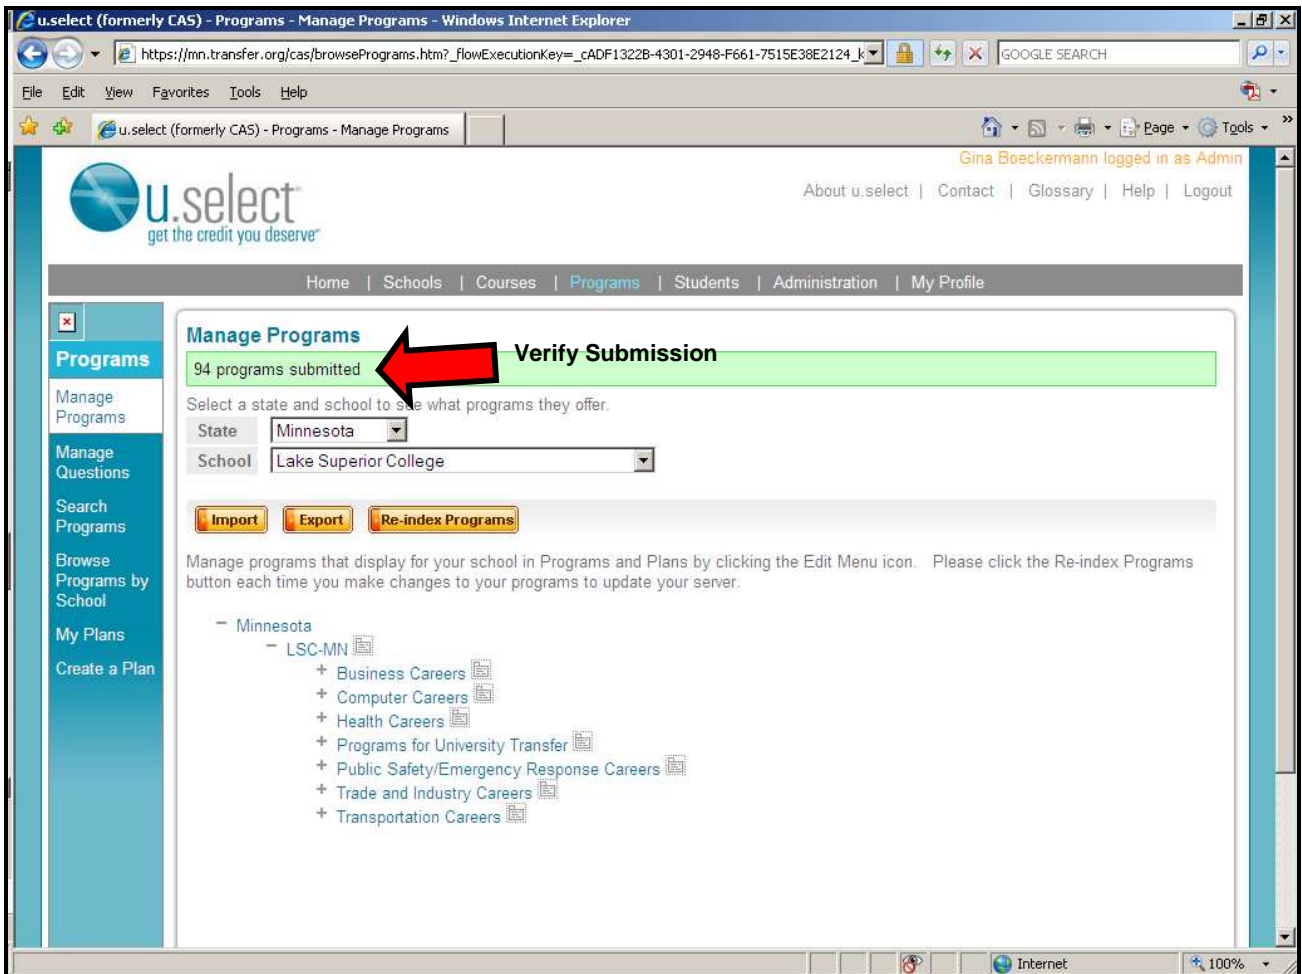 u.select (formerly CAS) - Programs - Manage Programs - Windows Internet Explorer
https://mn.transfer.org/cas/browsePrograms.htm?_flowExecutionKey=_cADF1322B-4301-2948-F661-7515E38E2124_k
GOOGLE SEARCH
File Edit View Favorites Tools Help
u.select (formerly CAS) - Programs - Manage Programs
Page Tools
Gina Boeckermann logged in as Admin
About u.select | Contact | Glossary | Help | Logout
u.select™
get the credit you deserve™
Home | Schools | Courses | Programs | Students | Administration | My Profile
Programs
Manage
Programs
Manage
Questions
Search
Programs
Browse
Programs by
School
My Plans
Create a Plan
Manage Programs
Verify Submission
94 programs submitted
Select a state and school to see what programs they offer.
State Minnesota
School Lake Superior College
Import Export Re-index Programs
Manage programs that display for your school in Programs and Plans by clicking the Edit Menu icon. Please click the Re-index Programs
button each time you make changes to your programs to update your server.
− Minnesota
− LSC-MN
+ Business Careers
+ Computer Careers
+ Health Careers
+ Programs for University Transfer
+ Public Safety/Emergency Response Careers
+ Trade and Industry Careers
+ Transportation Careers
Internet
100%